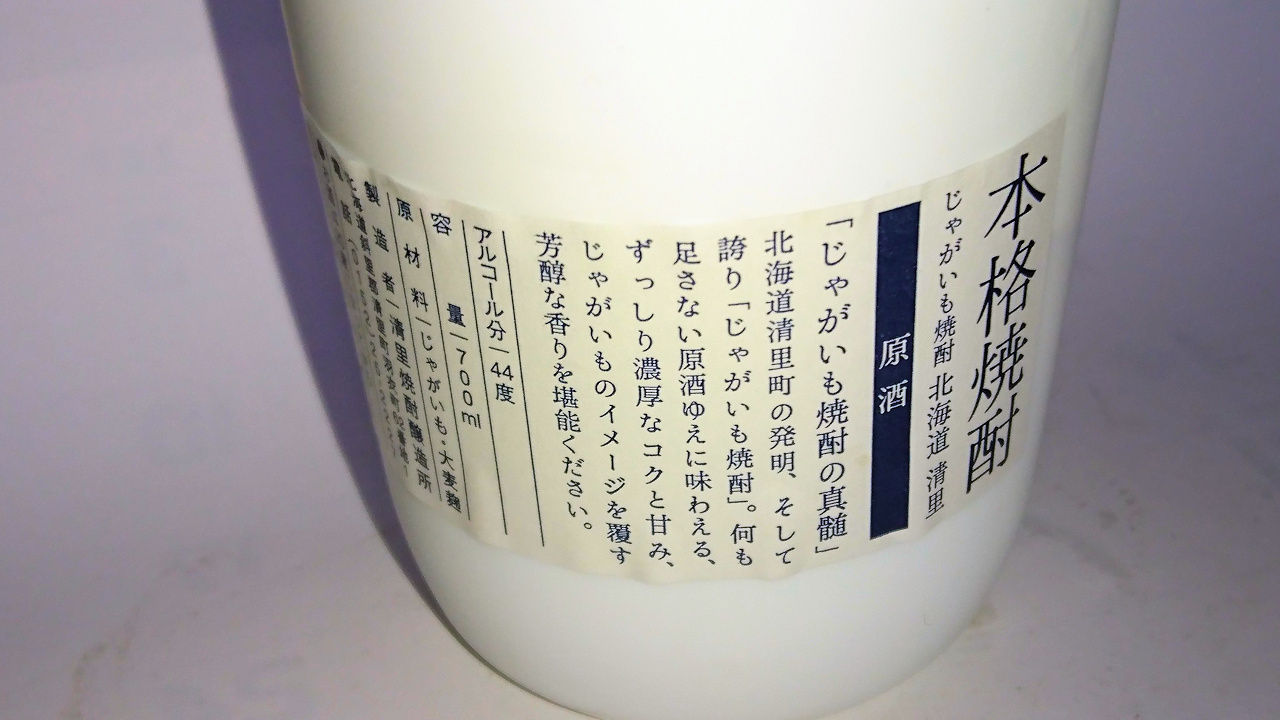 本格焼酎
じゃがいも焼酎 北海道 清里
原酒
「じゃがいも焼酎の真髄」
北海道清里町の発明、そして
誇り「じゃがいも焼酎」。何も
足さない原酒ゆえに味わえる、
ずっしり濃厚なコクと甘み、
じゃがいものイメージを覆す
芳醇な香りを堪能ください。
アルコール分 44度
容量 700ml
原材料 じゃがいも・大麦麹
製造者 清里焼酎醸造所